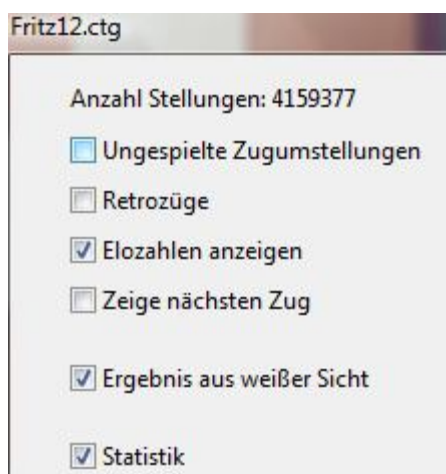 Fritz12.ctg
Anzahl Stellungen: 4159377
Ungespielte Zugumstellungen
Retrozüge
Elozahlen anzeigen
Zeige nächsten Zug
Ergebnis aus weißer Sicht
Statistik